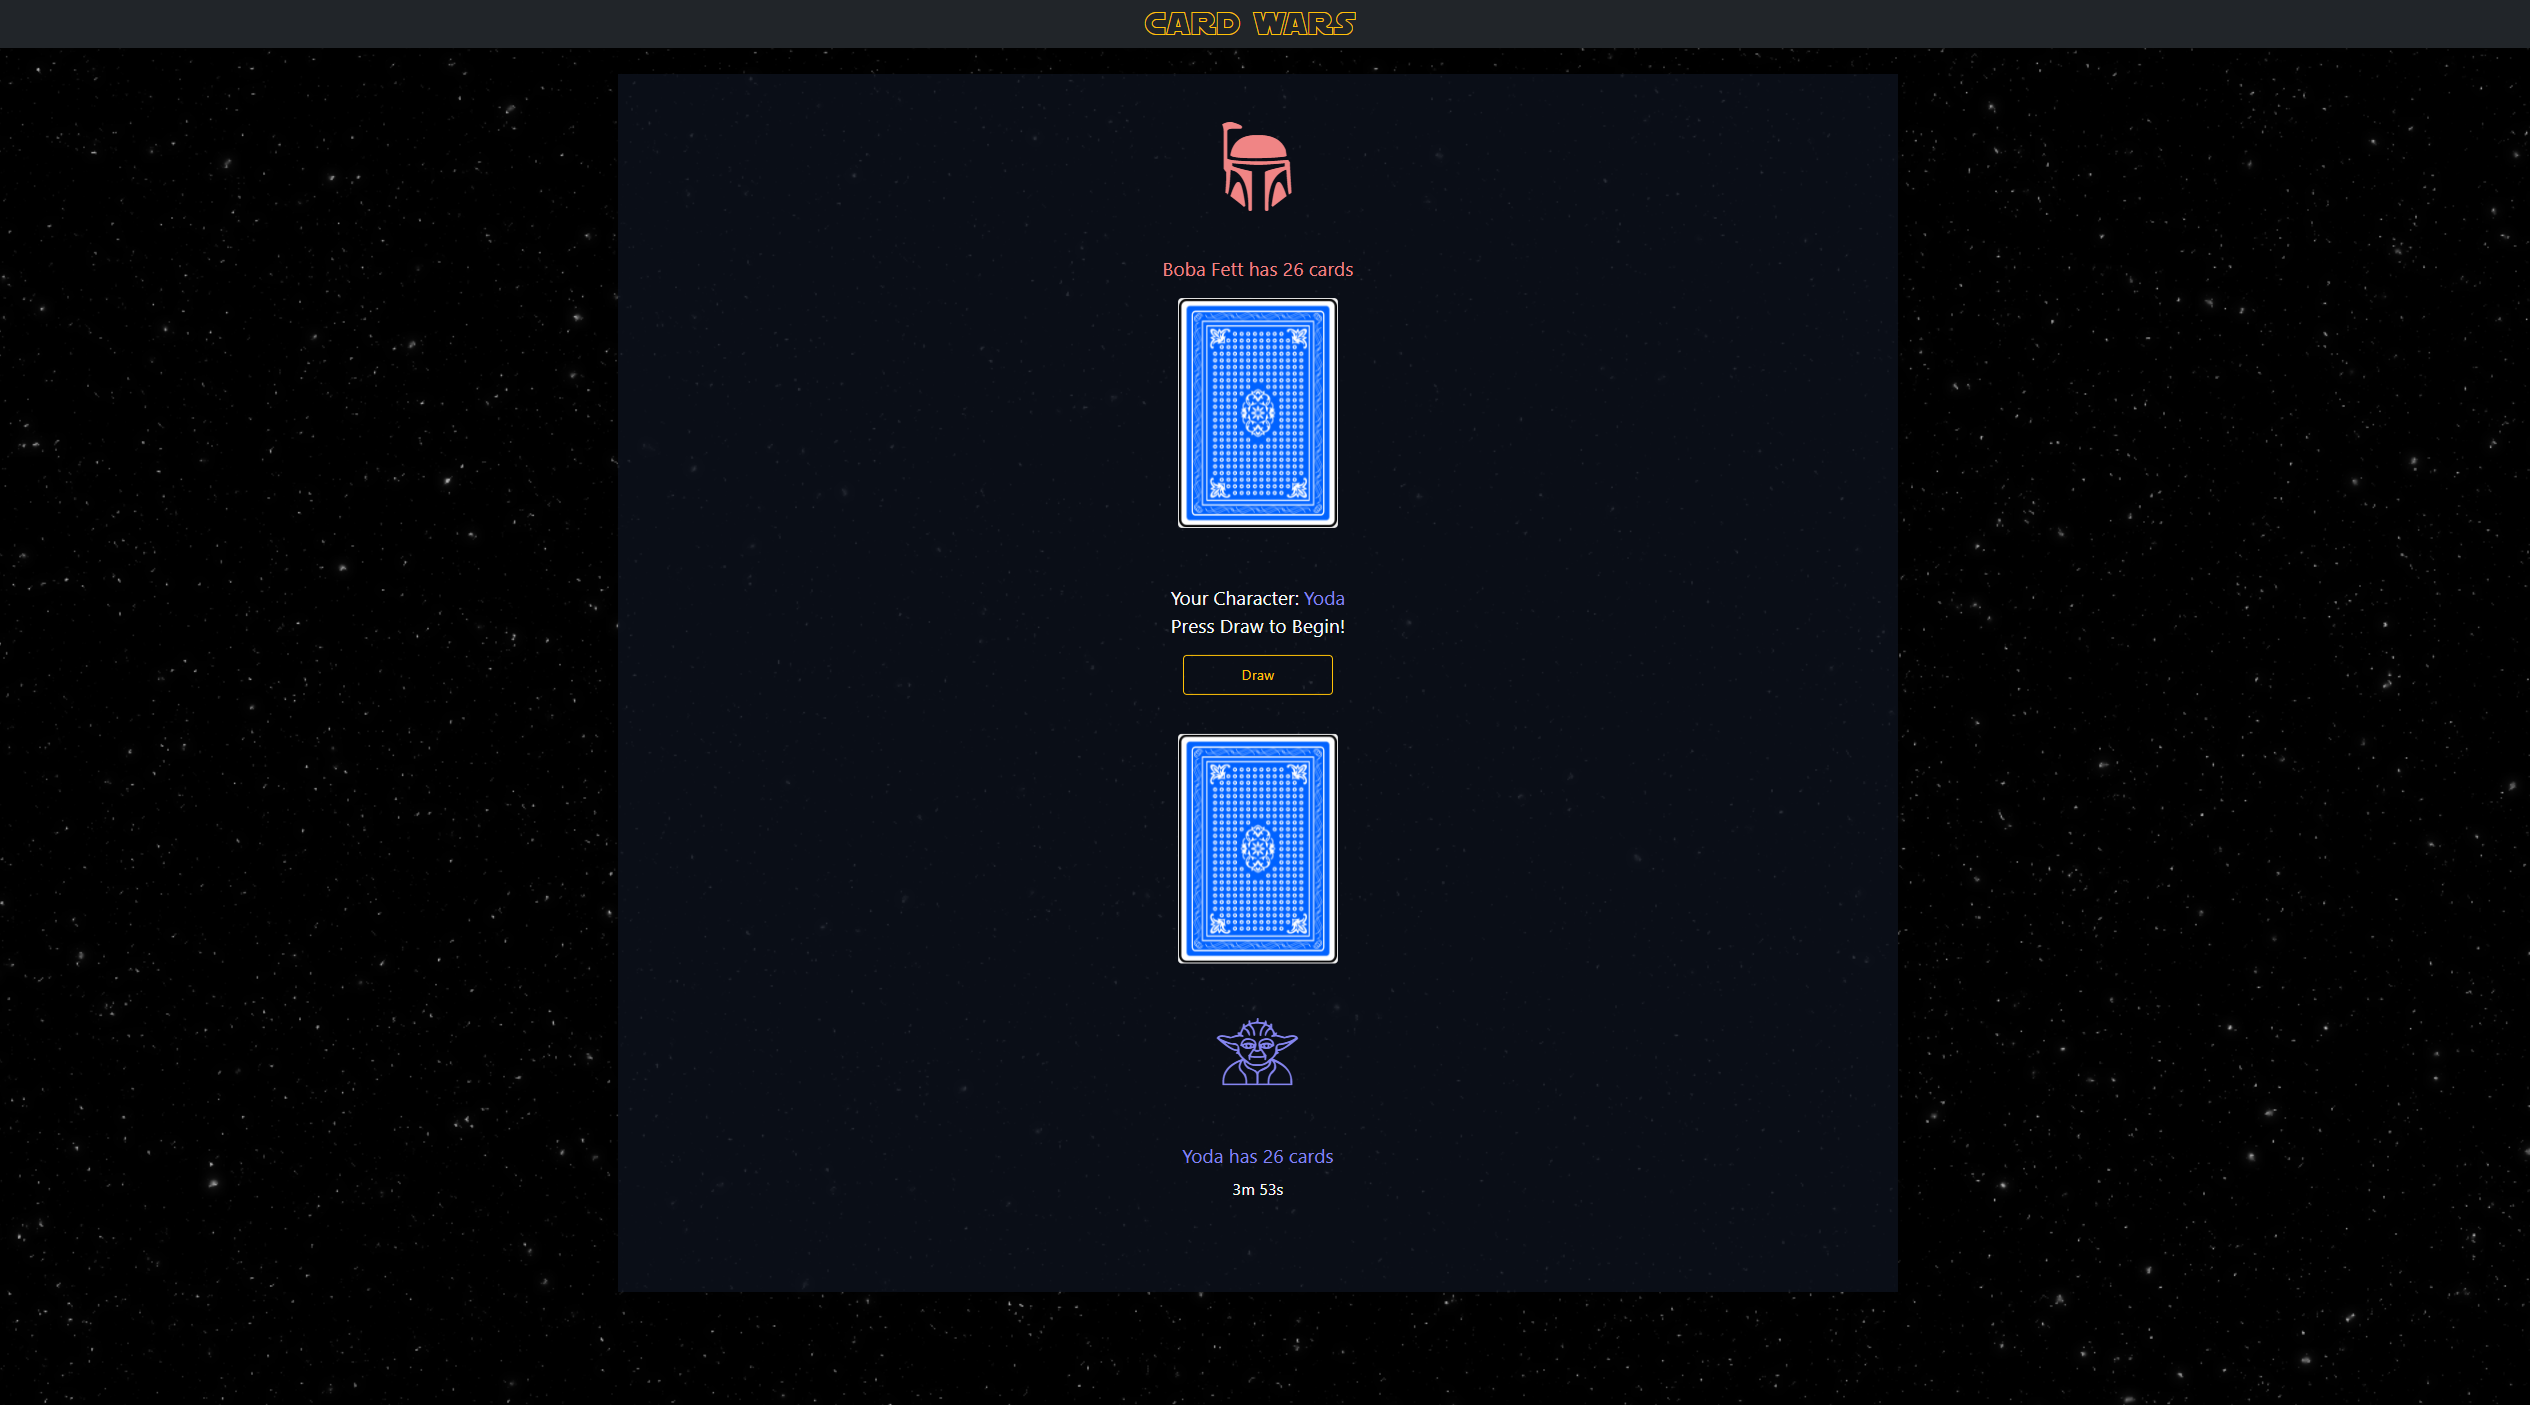 CARD WARS
Boba Fett has 26 cards
Your Character: Yoda
Press Draw to Begin!
Draw
Yoda has 26 cards
3m 53s